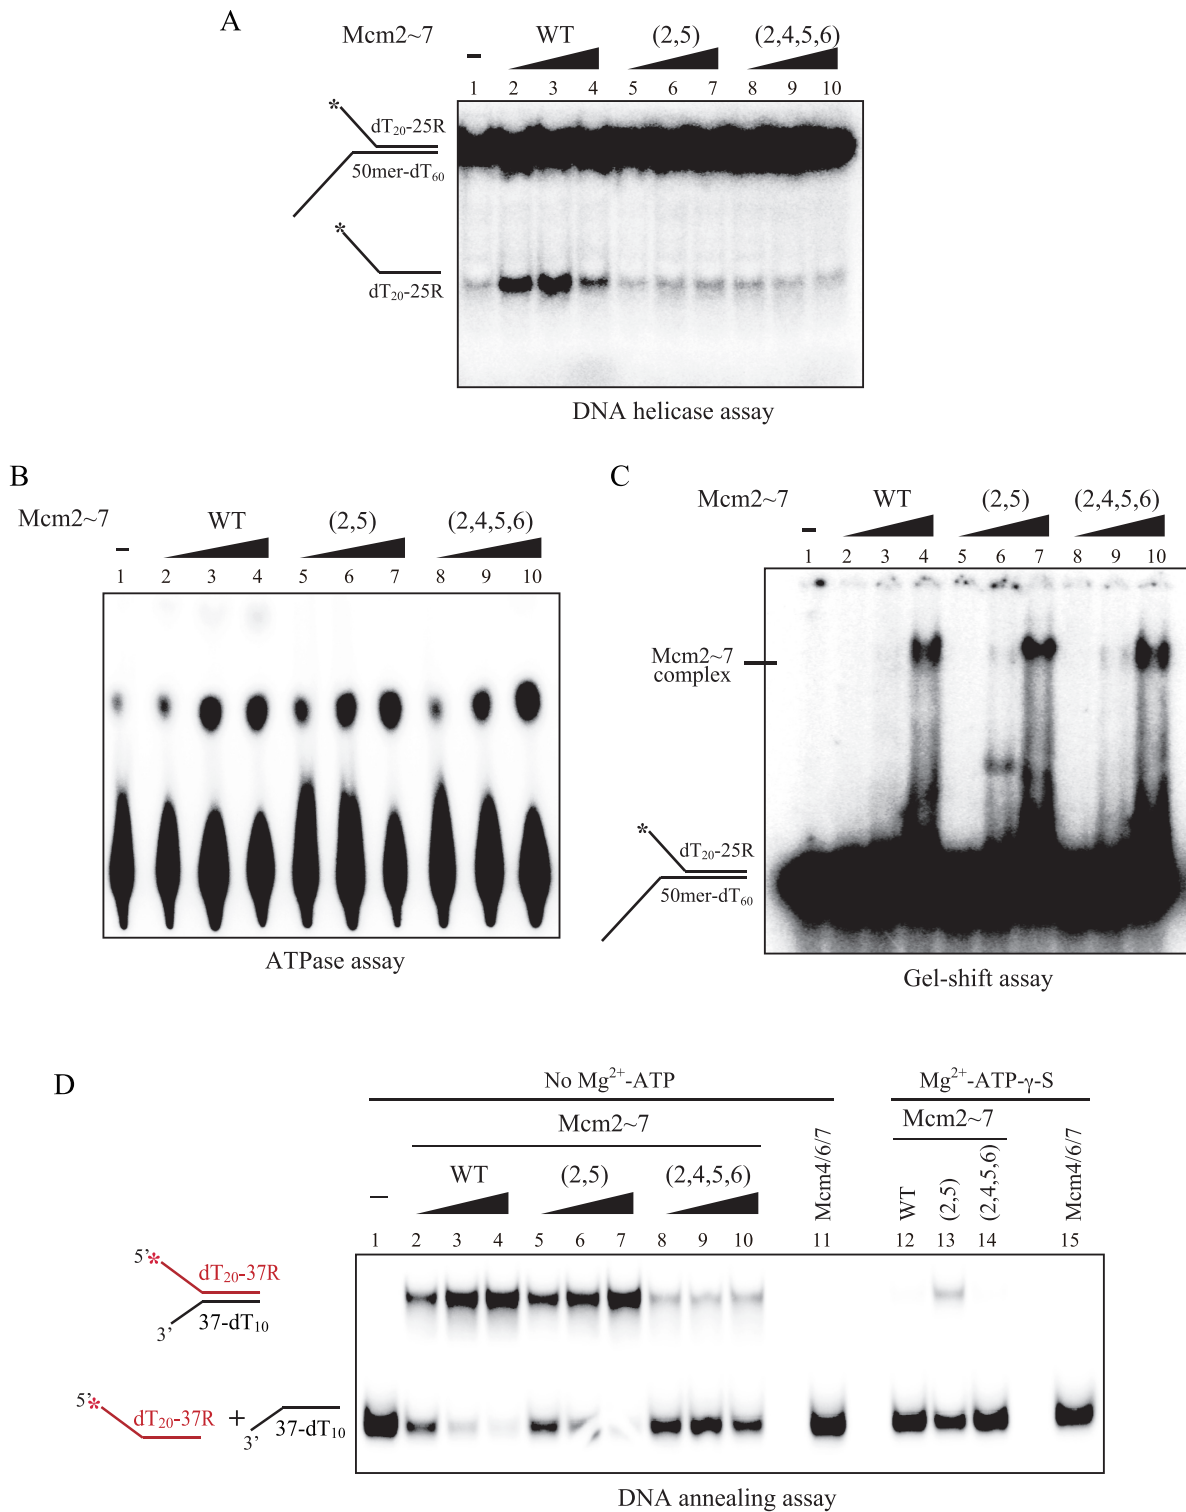 A
Mcm2~7 WT (2,5) (2,4,5,6)
–
1 2 3 4 5 6 7 8 9 10
*
dT₂₀-25R
50mer-dT₆₀
*
dT₂₀-25R
DNA helicase assay
B
Mcm2~7 WT (2,5) (2,4,5,6)
–
1 2 3 4 5 6 7 8 9 10
ATPase assay
C
Mcm2~7 WT (2,5) (2,4,5,6)
–
1 2 3 4 5 6 7 8 9 10
Mcm2~7
complex
*
dT₂₀-25R
50mer-dT₆₀
Gel-shift assay
D
No Mg²⁺-ATP Mg²⁺-ATP-γ-S
Mcm2~7 Mcm2~7
– WT (2,5) (2,4,5,6) Mcm4/6/7 WT (2,5) (2,4,5,6) Mcm4/6/7
1 2 3 4 5 6 7 8 9 10 11 12 13 14 15
5’*
dT₂₀-37R
3’ 37-dT₁₀
5’*
dT₂₀-37R + 3’ 37-dT₁₀
DNA annealing assay